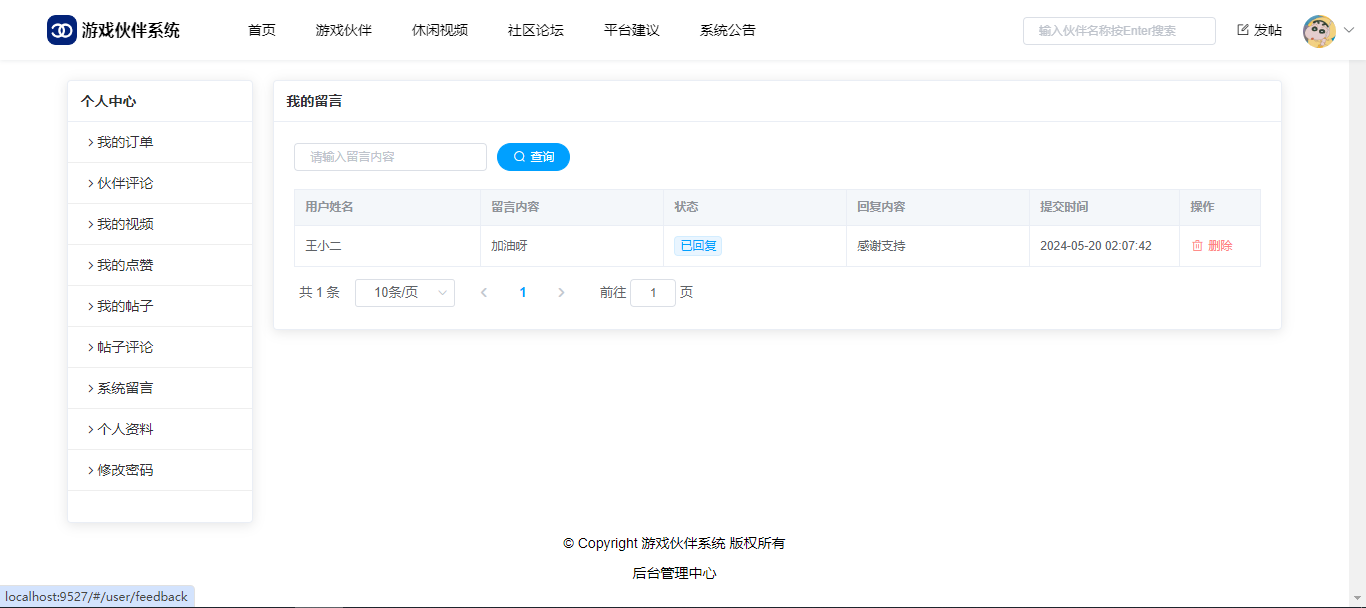 游戏伙伴系统 首页 游戏伙伴 休闲视频 社区论坛 平台建议 系统公告 输入伙伴名称按Enter搜索 发帖
个人中心
我的订单
伙伴评论
我的视频
我的点赞
我的帖子
帖子评论
系统留言
个人资料
修改密码
我的留言
请输入留言内容 查询
用户姓名 留言内容 状态 回复内容 提交时间 操作
王小二 加油呀 已回复 感谢支持 2024-05-20 02:07:42 删除
共 1 条 10条/页 1 前往 1 页
© Copyright 游戏伙伴系统 版权所有
后台管理中心
localhost:9527/#/user/feedback